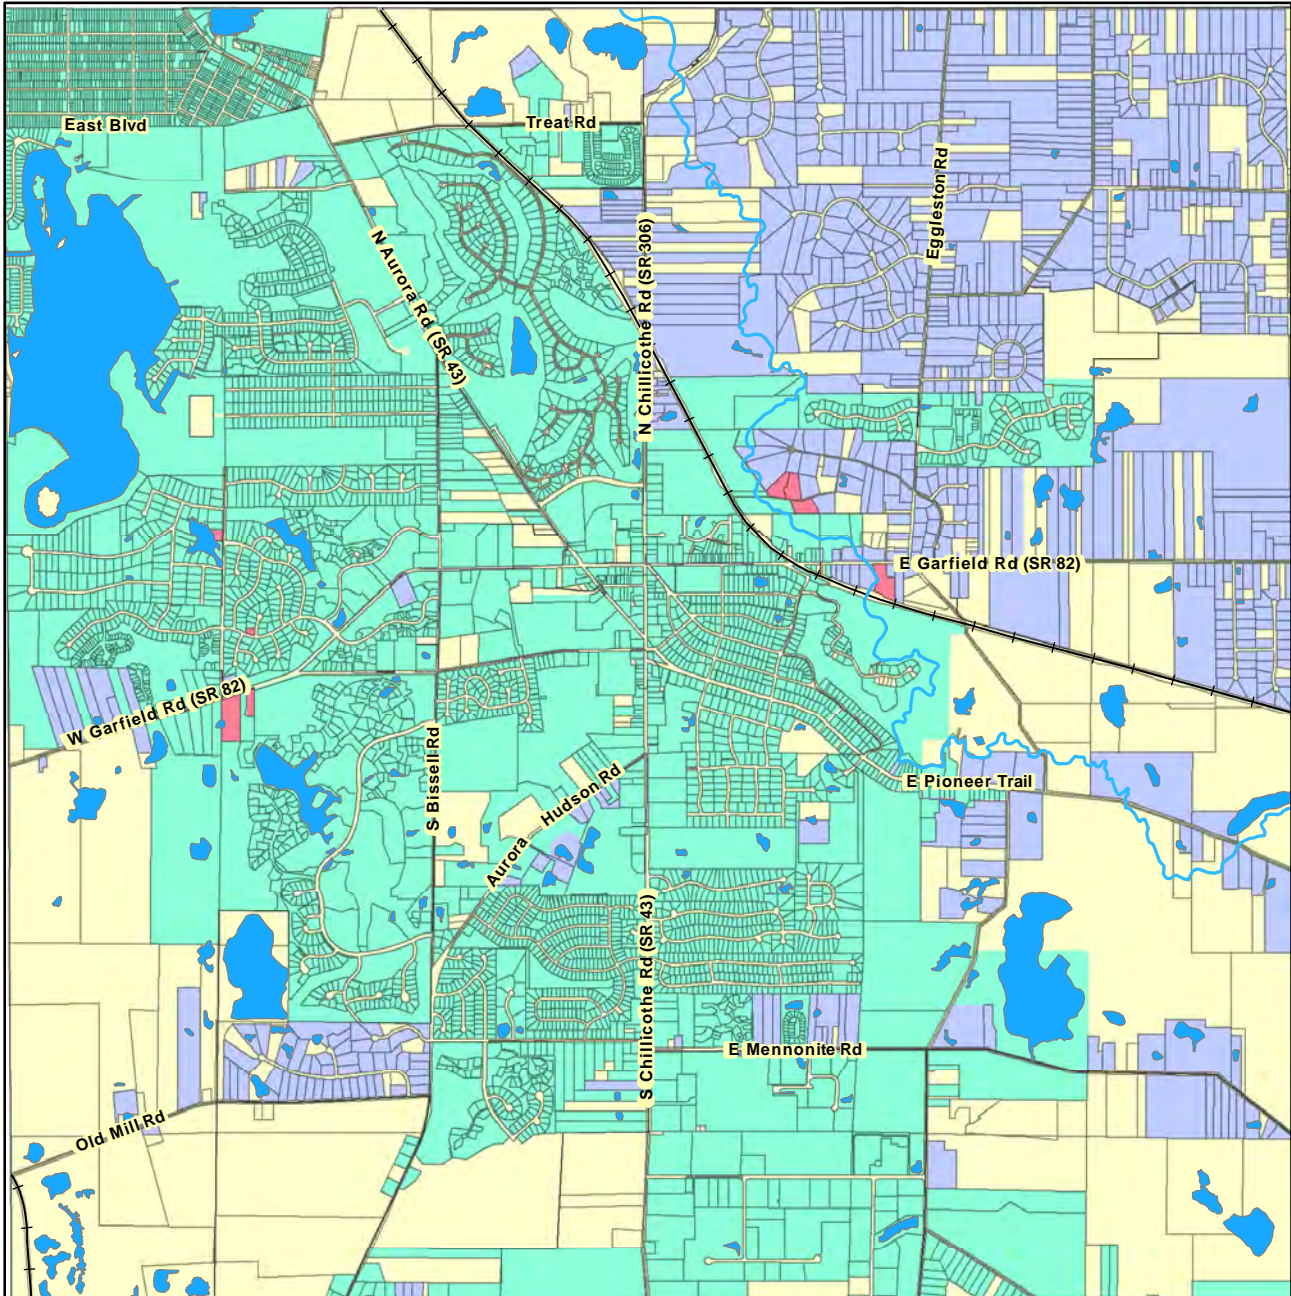 East Blvd
Treat Rd
Eggleston Rd
N Aurora Rd (SR 43)
N Chillicothe Rd (SR 306)
E Garfield Rd (SR 82)
W Garfield Rd (SR 82)
S Bissell Rd
Aurora Hudson Rd
E Pioneer Trail
S Chillicothe Rd (SR 43)
E Mennonite Rd
Old Mill Rd